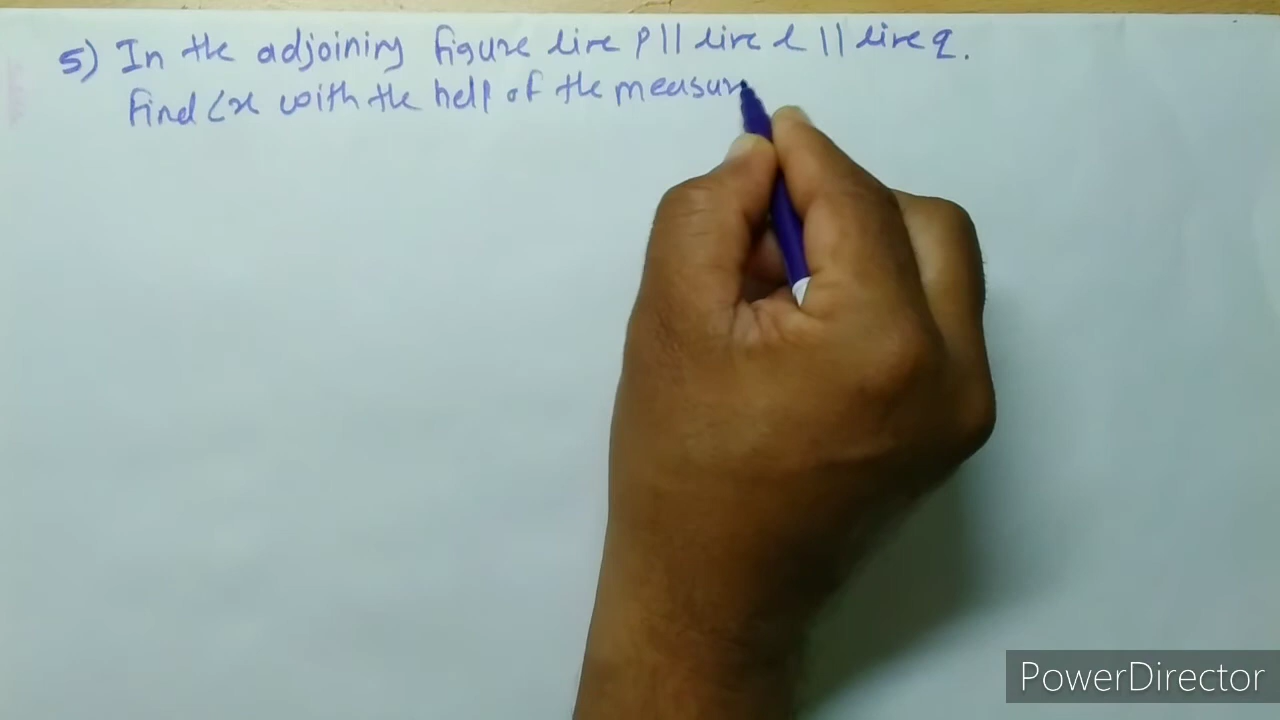 5) In the adjoining figure line p || line l || line q.
Find ∠x with the help of the measur
PowerDirector